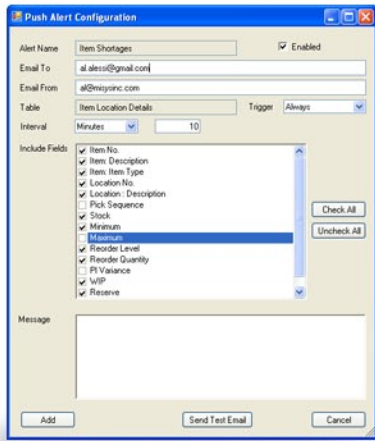 Push Alert Configuration
Alert Name Item Shortages Enabled
Email To al.alessi@gmail.com
Email From al@misysinc.com
Table Item Location Details Trigger Always
Interval Minutes 10
Include Fields
Item No.
Item: Description
Item: Item Type
Location No.
Location : Description
Pick Sequence
Stock
Minimum
Maximum
Reorder Level
Reorder Quantity
PI Variance
WIP
Reserve
Check All
Uncheck All
Message
Add Send Test Email Cancel